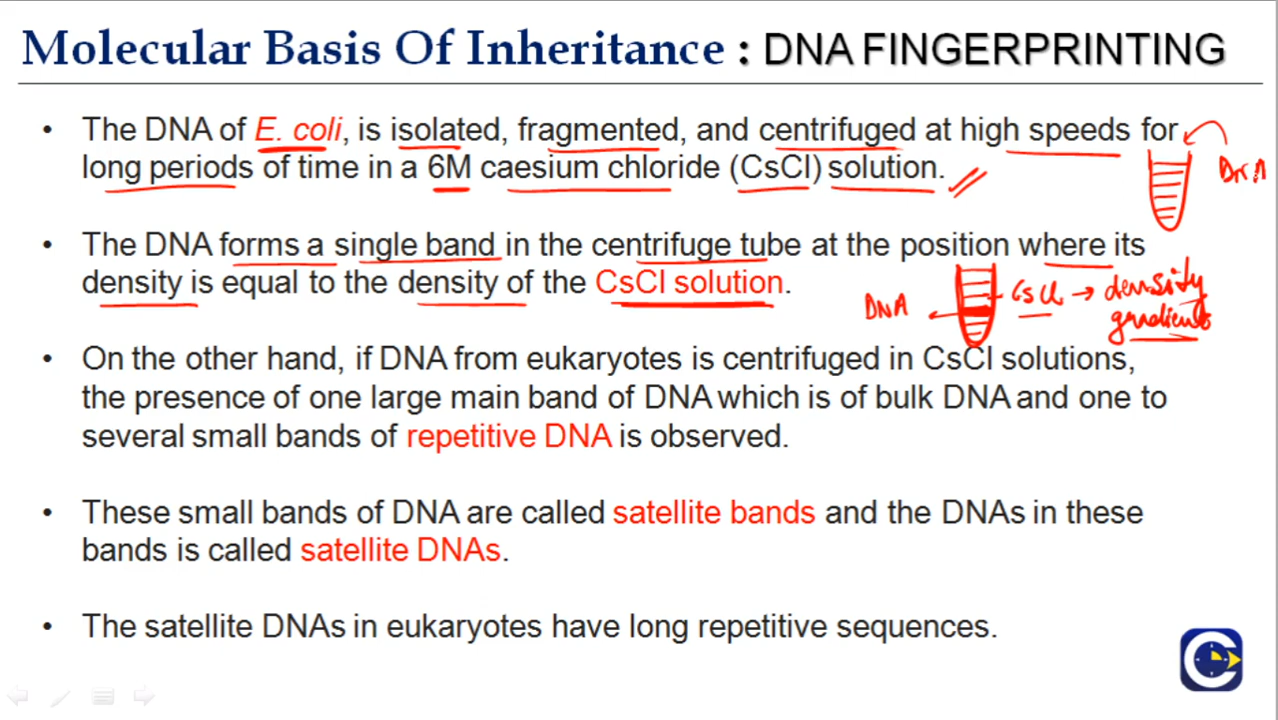 Molecular Basis Of Inheritance : DNA FINGERPRINTING
• The DNA of E. coli, is isolated, fragmented, and centrifuged at high speeds for
long periods of time in a 6M caesium chloride (CsCl) solution.
DNA
• The DNA forms a single band in the centrifuge tube at the position where its
density is equal to the density of the CsCl solution.
DNA CsCl → density
gradient
• On the other hand, if DNA from eukaryotes is centrifuged in CsCl solutions,
the presence of one large main band of DNA which is of bulk DNA and one to
several small bands of repetitive DNA is observed.
• These small bands of DNA are called satellite bands and the DNAs in these
bands is called satellite DNAs.
• The satellite DNAs in eukaryotes have long repetitive sequences.